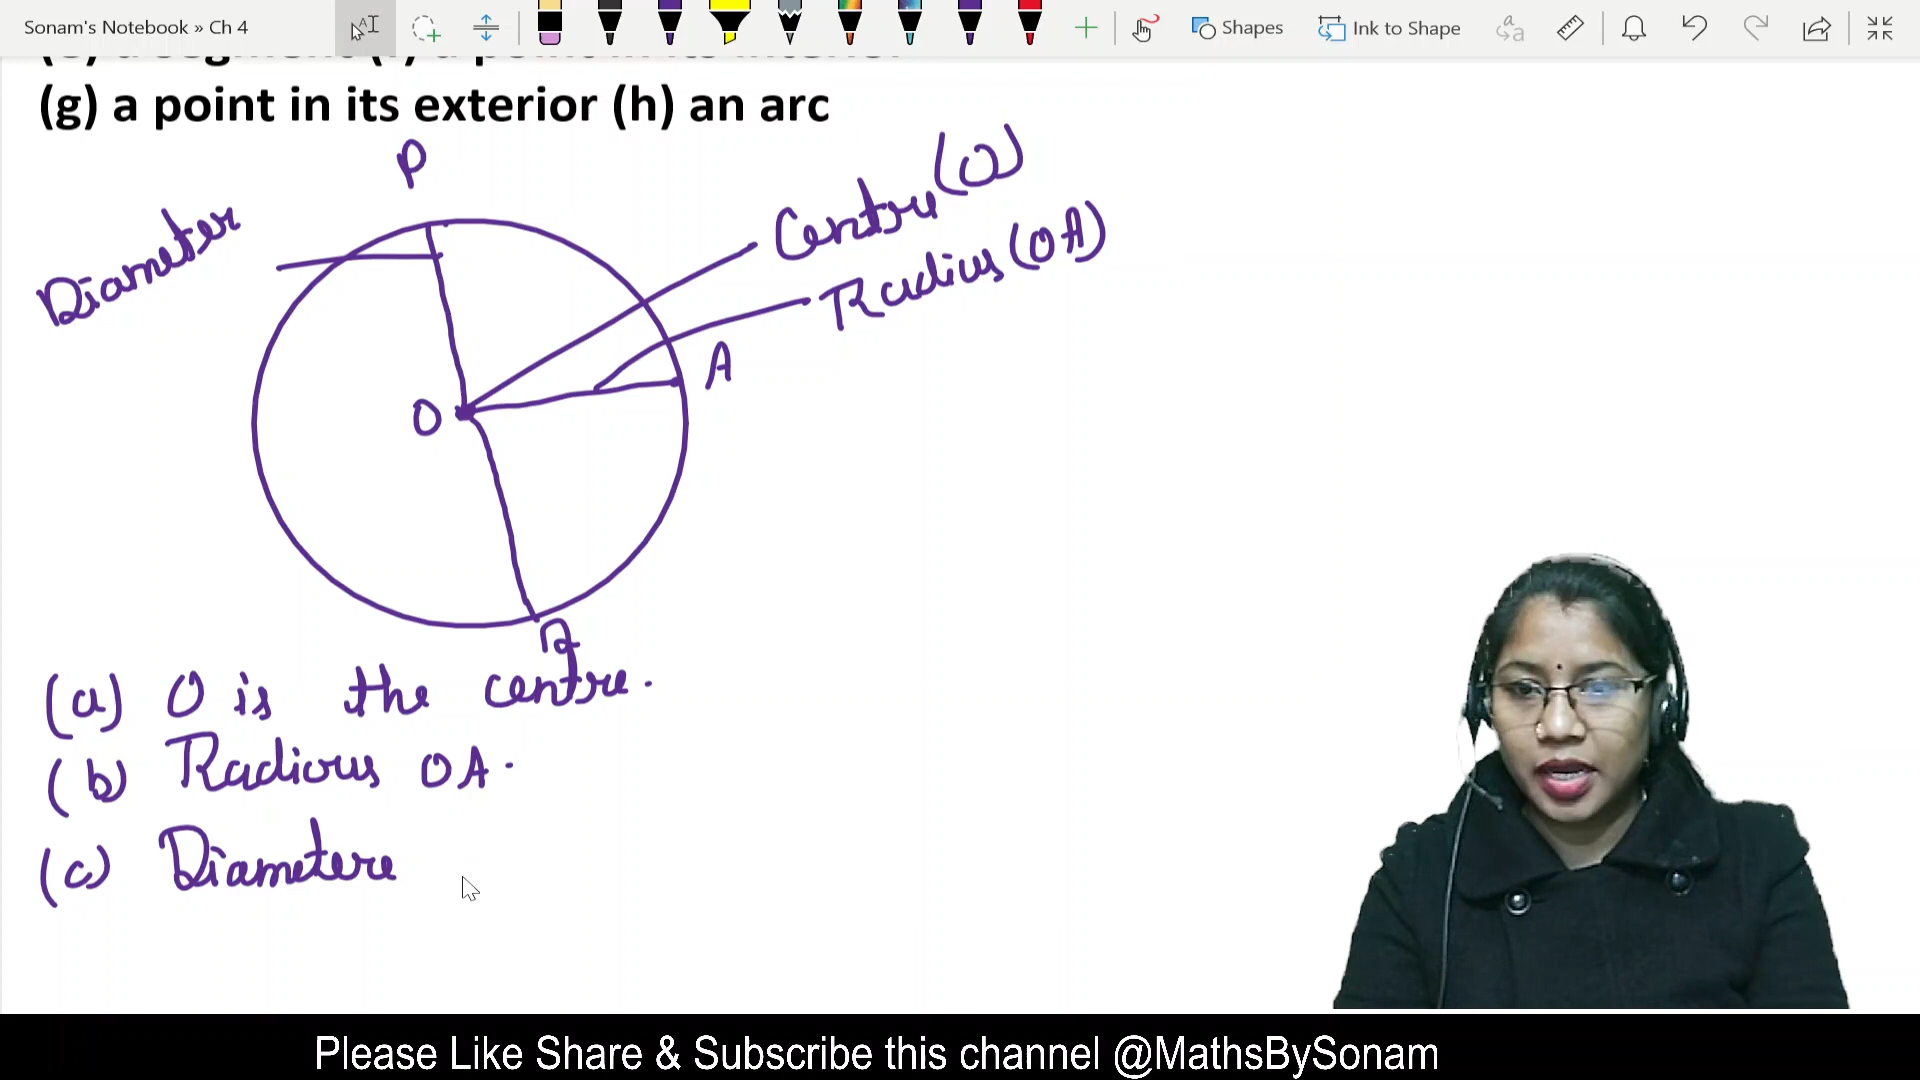 Sonam's Notebook » Ch 4
Shapes
Ink to Shape
(g) a point in its exterior (h) an arc
P
Diameter
Centre (O)
Radius (OA)
A
O
(a) O is the centre.
(b) Radious OA.
(c) Diametere
Please Like Share & Subscribe this channel @MathsBySonam